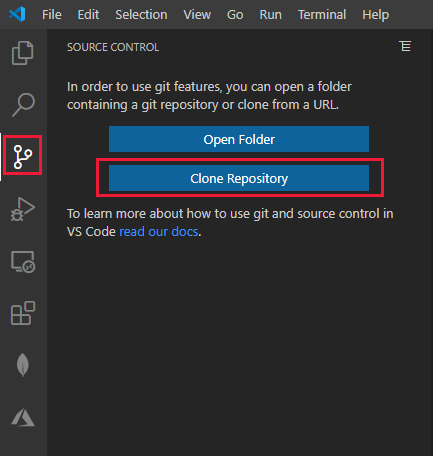 File Edit Selection View Go Run Terminal Help
SOURCE CONTROL
In order to use git features, you can open a folder
containing a git repository or clone from a URL.
Open Folder
Clone Repository
To learn more about how to use git and source control in
VS Code read our docs.